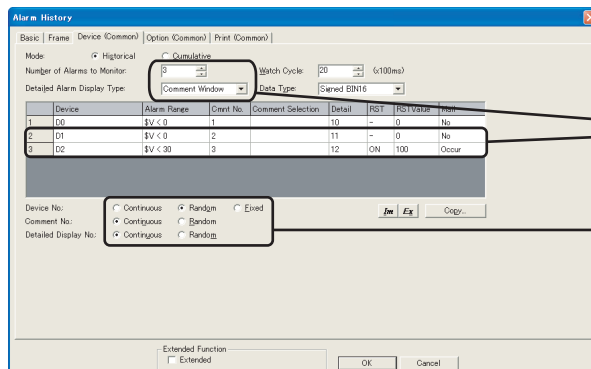 Alarm History
Basic Frame Device (Common) Option (Common) Print (Common)
Mode: Historical Cumulative
Number of Alarms to Monitor: 3 Watch Cycle: 20 (x100ms)
Detailed Alarm Display Type: Comment Window Data Type: Signed BIN16
Device Alarm Range Cmnt No. Comment Selection Detail RST RST Value Mail
1 D0 $V < 0 1 10 - 0 No
2 D1 $V < 0 2 11 - 0 No
3 D2 $V < 30 3 12 ON 100 Occur
Device No.: Continuous Random Fixed Im Ex Copy...
Comment No.: Continuous Random
Detailed Display No.: Continuous Random
Extended Function
Extended
OK Cancel